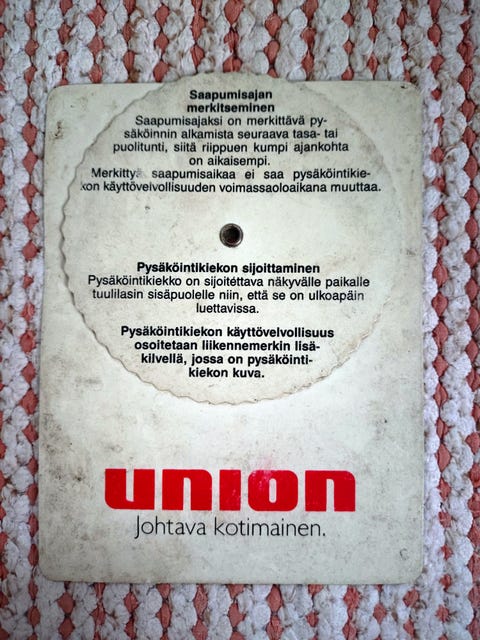 Saapumisajan
merkitseminen
Saapumisajaksi on merkittävä py-
säköinnin alkamista seuraava tasa- tai
puolitunti, siitä riippuen kumpi ajankohta
on aikaisempi.
Merkittyä saapumisaikaa ei saa pysäköintikie-
kon käyttövelvollisuuden voimassaoloaikana muuttaa.
Pysäköintikiekon sijoittaminen
Pysäköintikiekko on sijoitettava näkyvälle paikalle
tuulilasin sisäpuolelle niin, että se on ulkoapäin
luettavissa.
Pysäköintikiekon käyttövelvollisuus
osoitetaan liikennemerkin lisä-
kilvellä, jossa on pysäköinti-
kiekon kuva.
union
Johtava kotimainen.